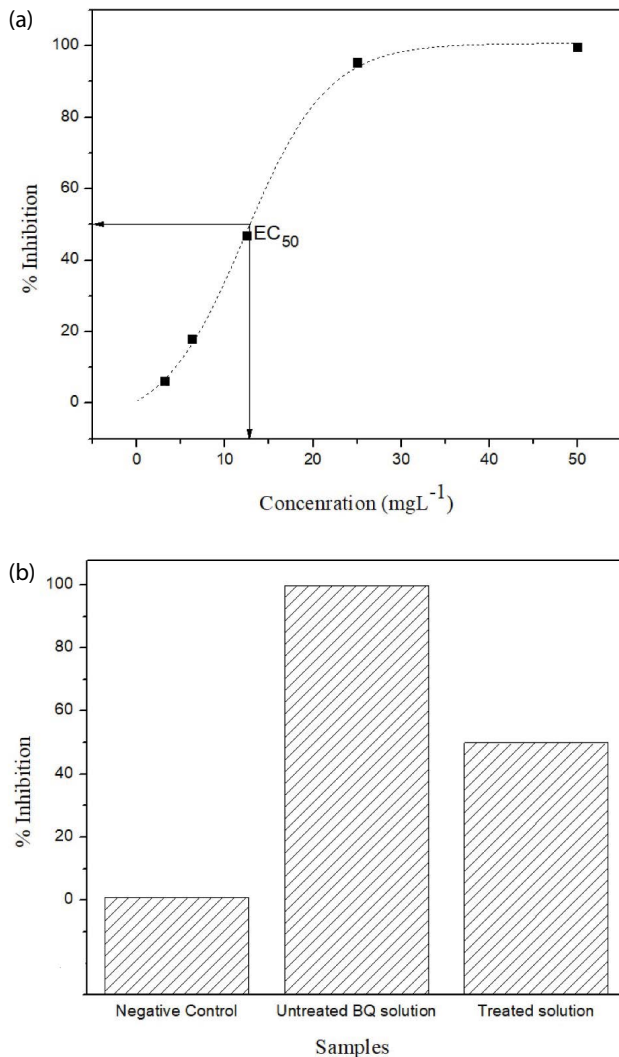 (a)
100
80
60
40
20
0
% Inhibition
EC50
0 10 20 30 40 50
Concenration (mgL-1)
(b)
100
80
60
40
20
0
% Inhibition
Negative Control Untreated BQ solution Treated solution
Samples